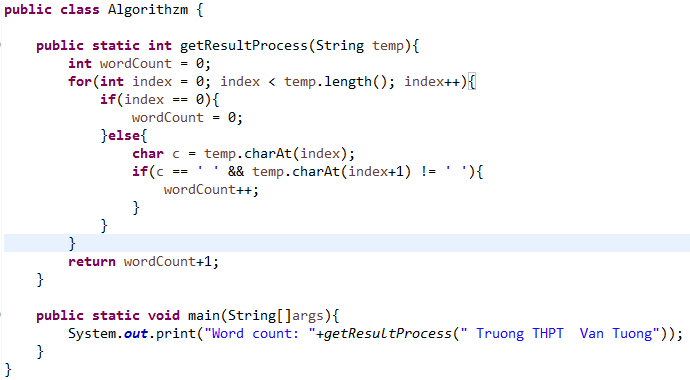 public class Algorithzm {
public static int getResultProcess(String temp){
int wordCount = 0;
for(int index = 0; index < temp.length(); index++){
if(index == 0){
wordCount = 0;
}else{
char c = temp.charAt(index);
if(c == ' ' && temp.charAt(index+1) != ' '){
wordCount++;
}
}
}
return wordCount+1;
}
public static void main(String[]args){
System.out.print("Word count: "+getResultProcess(" Truong THPT  Van Tuong"));
}
}